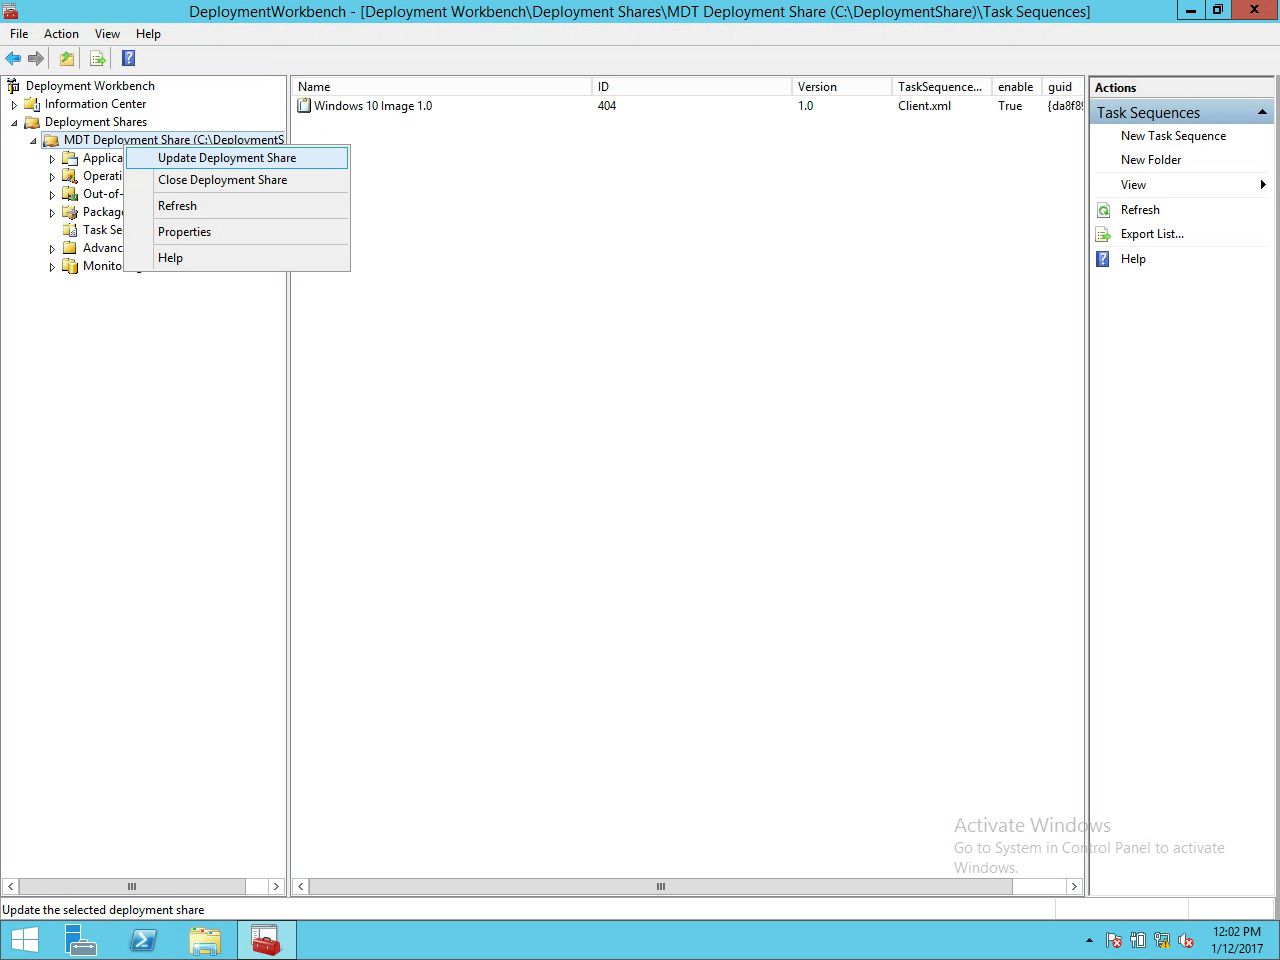 DeploymentWorkbench - [Deployment Workbench\Deployment Shares\MDT Deployment Share (C:\DeploymentShare)\Task Sequences]
File Action View Help
Deployment Workbench
Information Center
Deployment Shares
MDT Deployment Share (C:\DeploymentS
Applica
Operati
Out-of-
Package
Task Se
Advanc
Monito
Update Deployment Share
Close Deployment Share
Refresh
Properties
Help
Name ID Version TaskSequence... enable guid
Windows 10 Image 1.0 404 1.0 Client.xml True {da8f89
Actions
Task Sequences
New Task Sequence
New Folder
View
Refresh
Export List...
Help
Activate Windows
Go to System in Control Panel to activate
Windows.
Update the selected deployment share
12:02 PM
1/12/2017